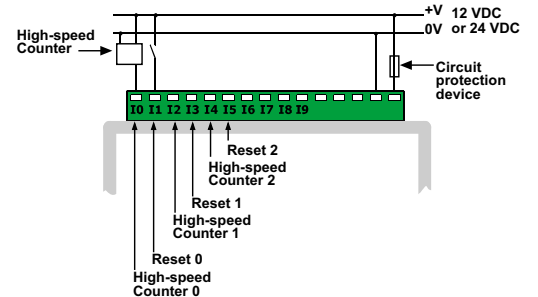 +V 12 VDC
0V or 24 VDC
High-speed
Counter
Circuit
protection
device
I0 I1 I2 I3 I4 I5 I6 I7 I8 I9
Reset 2
High-speed
Counter 2
Reset 1
High-speed
Counter 1
Reset 0
High-speed
Counter 0